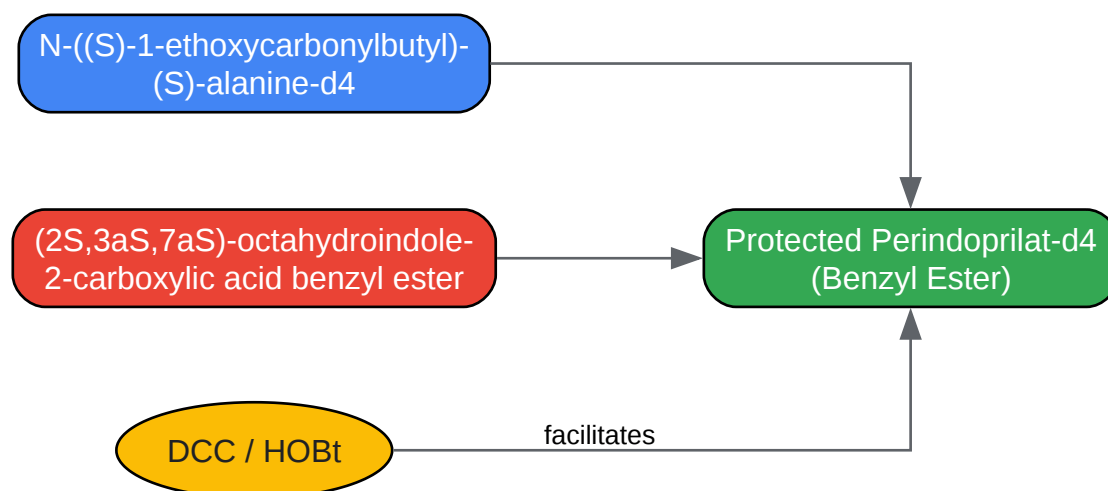 N-((S)-1-ethoxycarbonylbutyl)-
(S)-alanine-d4
(2S,3aS,7aS)-octahydroindole-
2-carboxylic acid benzyl ester
Protected Perindoprilat-d4
(Benzyl Ester)
DCC / HOBt
facilitates